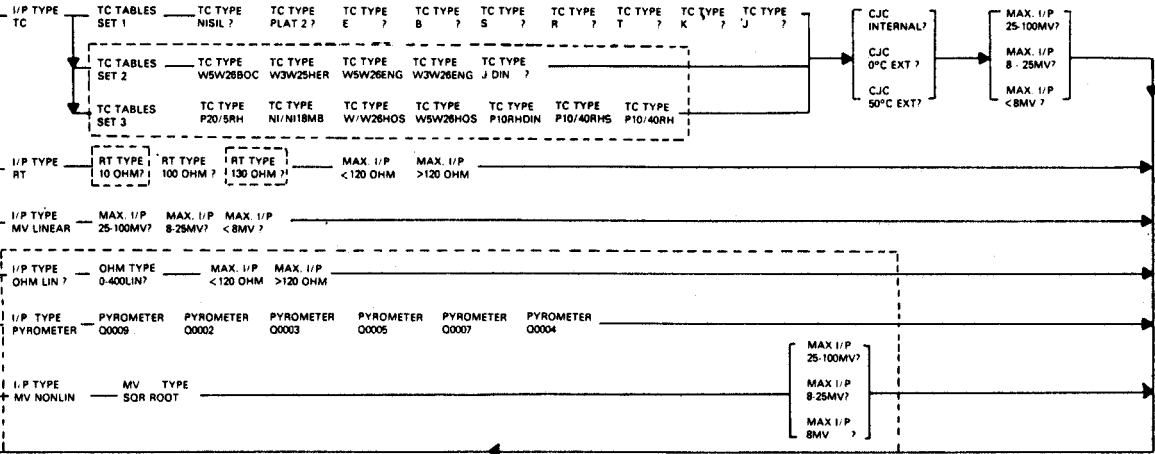 I/P TYPE TC
TC TABLES SET 1
TC TYPE NISIL ?
TC TYPE PLAT 2 ?
TC TYPE E ?
TC TYPE B ?
TC TYPE S ?
TC TYPE R ?
TC TYPE T ?
TC TYPE K ?
TC TYPE J ?
CJC INTERNAL?
CJC 0°C EXT ?
CJC 50°C EXT?
MAX. I/P 25-100MV?
MAX. I/P 8 - 25MV?
MAX. I/P <8MV ?
TC TABLES SET 2
TC TYPE W5W26BOC
TC TYPE W3W25HER
TC TYPE W5W26ENG
TC TYPE W3W26ENG
TC TYPE J DIN ?
TC TABLES SET 3
TC TYPE P20/5RH
TC TYPE NI/NI18MB
TC TYPE W/W26HOS
TC TYPE W5W26HOS
TC TYPE P10RHDIN
TC TYPE P10/40RHS
TC TYPE P10/40RH
I/P TYPE RT
RT TYPE 10 OHM?
RT TYPE 100 OHM ?
RT TYPE 130 OHM ?
MAX. I/P <120 OHM
MAX. I/P >120 OHM
I/P TYPE MV LINEAR
MAX. I/P 25-100MV?
MAX. I/P 8-25MV?
MAX. I/P <8MV ?
I/P TYPE OHM LIN ?
OHM TYPE 0-400LIN?
MAX. I/P <120 OHM
MAX. I/P >120 OHM
I/P TYPE PYROMETER
PYROMETER Q0009
PYROMETER Q0002
PYROMETER Q0003
PYROMETER Q0005
PYROMETER Q0007
PYROMETER Q0004
I/P TYPE MV NONLIN
MV TYPE SQR ROOT
MAX I/P 25-100MV?
MAX I/P 8-25MV?
MAX I/P 8MV ?